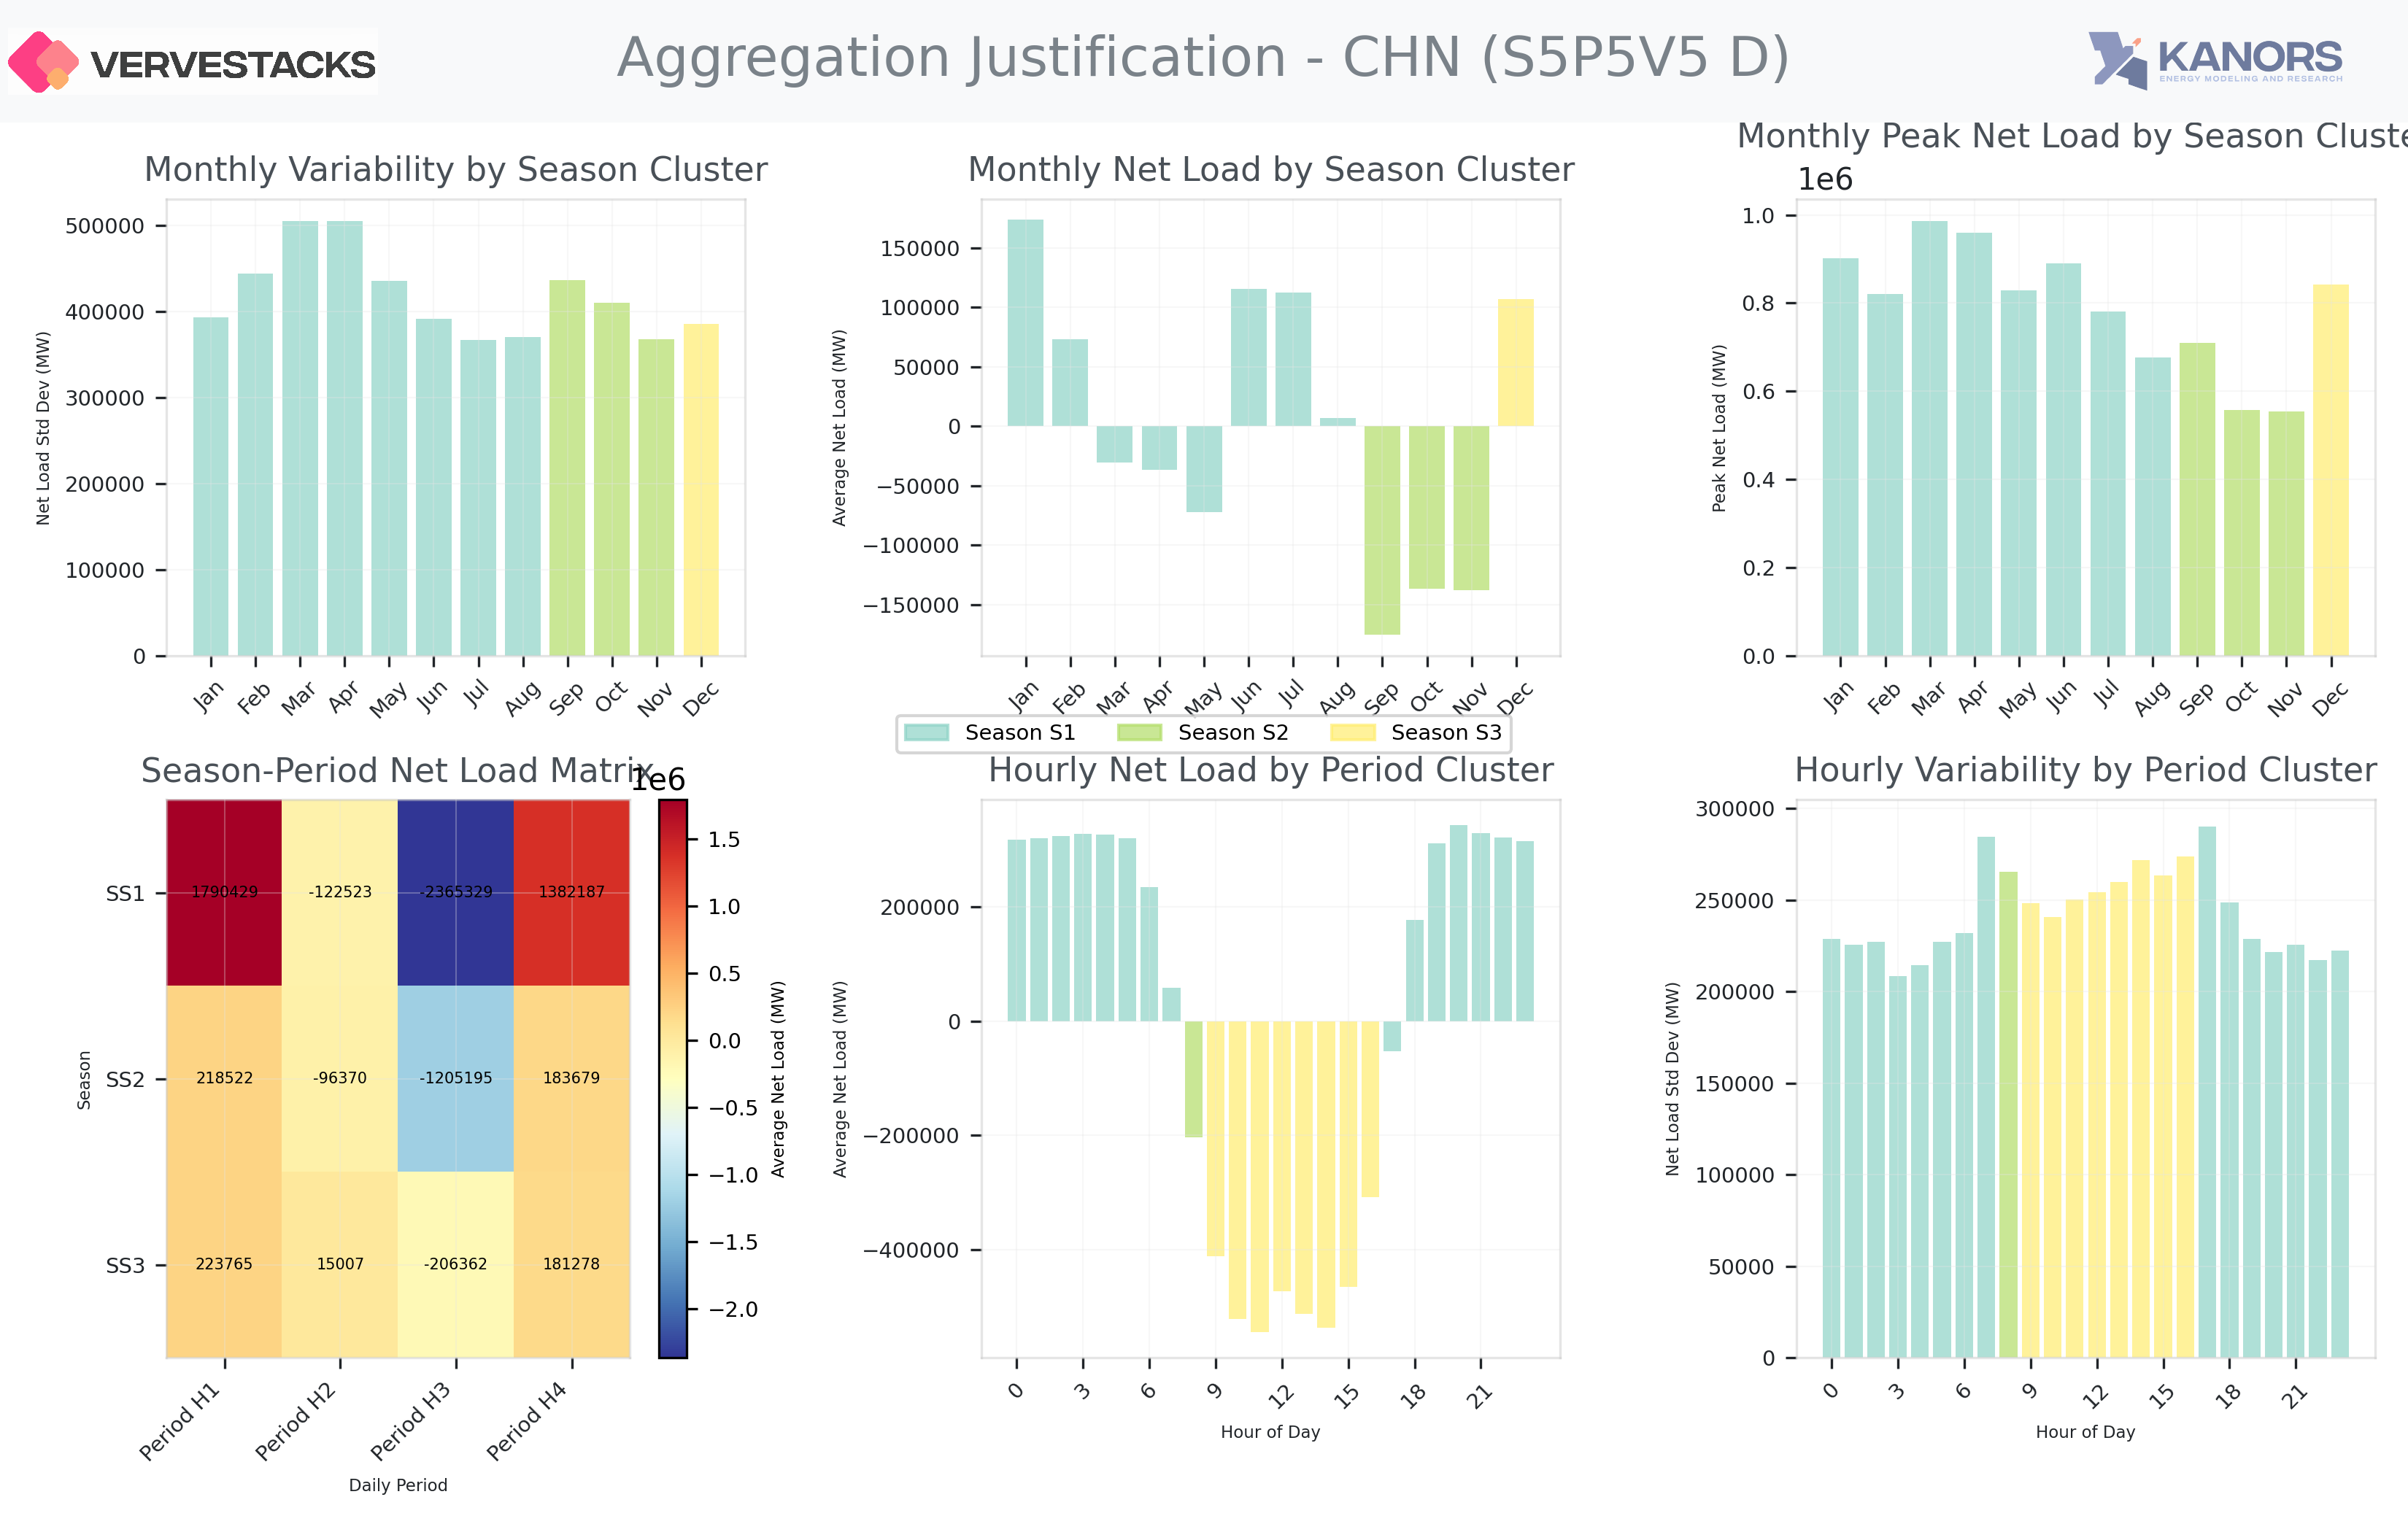 VERVESTACKS
Aggregation Justification - CHN (S5P5V5 D)
KANORS
ENERGY MODELING AND RESEARCH
Monthly Variability by Season Cluster
Net Load Std Dev (MW)
500000
400000
300000
200000
100000
0
Jan Feb Mar Apr May Jun Jul Aug Sep Oct Nov Dec
Monthly Net Load by Season Cluster
Average Net Load (MW)
150000
100000
50000
0
−50000
−100000
−150000
Jan Feb Mar Apr May Jun Jul Aug Sep Oct Nov Dec
Monthly Peak Net Load by Season Cluste
1e6
Peak Net Load (MW)
1.0
0.8
0.6
0.4
0.2
0.0
Jan Feb Mar Apr May Jun Jul Aug Sep Oct Nov Dec
Season S1 Season S2 Season S3
Season-Period Net Load Matrix
1e6
Season
SS1 1790429 -122523 -2365329 1382187
SS2 218522 -96370 -1205195 183679
SS3 223765 15007 -206362 181278
Period H1 Period H2 Period H3 Period H4
Daily Period
1.5
1.0
0.5
0.0
−0.5
−1.0
−1.5
−2.0
Average Net Load (MW)
Hourly Net Load by Period Cluster
Average Net Load (MW)
200000
0
−200000
−400000
0 3 6 9 12 15 18 21
Hour of Day
Hourly Variability by Period Cluster
Net Load Std Dev (MW)
300000
250000
200000
150000
100000
50000
0
0 3 6 9 12 15 18 21
Hour of Day